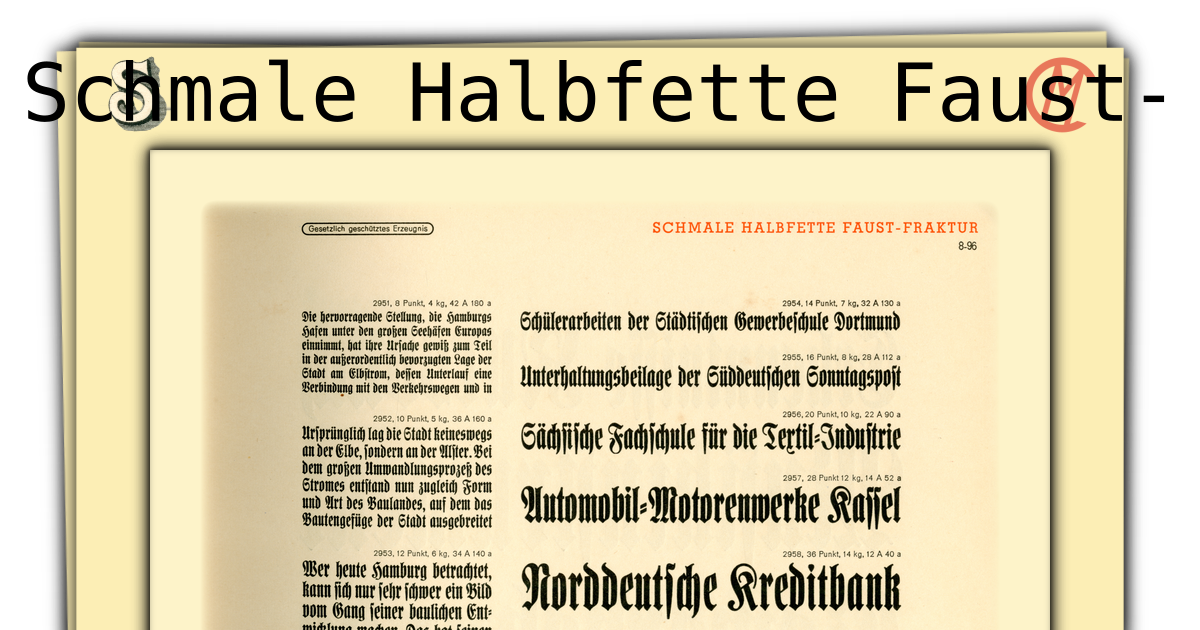 Schmale Halbfette Faust-
Gesetzlich geschütztes Erzeugnis
SCHMALE HALBFETTE FAUST-FRAKTUR
8-96
2951, 8 Punkt, 4 kg, 42 A 180 a
Die hervorragende Stellung, die Hamburgs
Hafen unter den großen Seehäfen Europas
einnimmt, hat ihre Ursache gewiß zum Teil
in der außerordentlich bevorzugten Lage der
Stadt am Elbstrom, dessen Unterlauf eine
Verbindung mit den Verkehrswegen und in
2952, 10 Punkt, 5 kg, 36 A 160 a
Ursprünglich lag die Stadt keineswegs
an der Elbe, sondern an der Alster. Bei
dem großen Umwandlungsprozeß des
Stromes entstand nun zugleich Form
und Art des Baulandes, auf dem das
Bautengefüge der Stadt ausgebreitet
2953, 12 Punkt, 6 kg, 34 A 140 a
Wer heute Hamburg betrachtet,
kann sich nur sehr schwer ein Bild
vom Gang seiner baulichen Ent-
wicklung machen. Das hat seinen
2954, 14 Punkt, 7 kg, 32 A 130 a
Schülerarbeiten der Städtischen Gewerbeschule Dortmund
2955, 16 Punkt, 8 kg, 28 A 112 a
Unterhaltungsbeilage der Süddeutschen Sonntagspost
2956, 20 Punkt, 10 kg, 22 A 90 a
Sächsische Fachschule für die Textil-Industrie
2957, 28 Punkt 12 kg, 14 A 52 a
Automobil-Motorenwerke Kassel
2958, 36 Punkt, 14 kg, 12 A 40 a
Norddeutsche Kreditbank